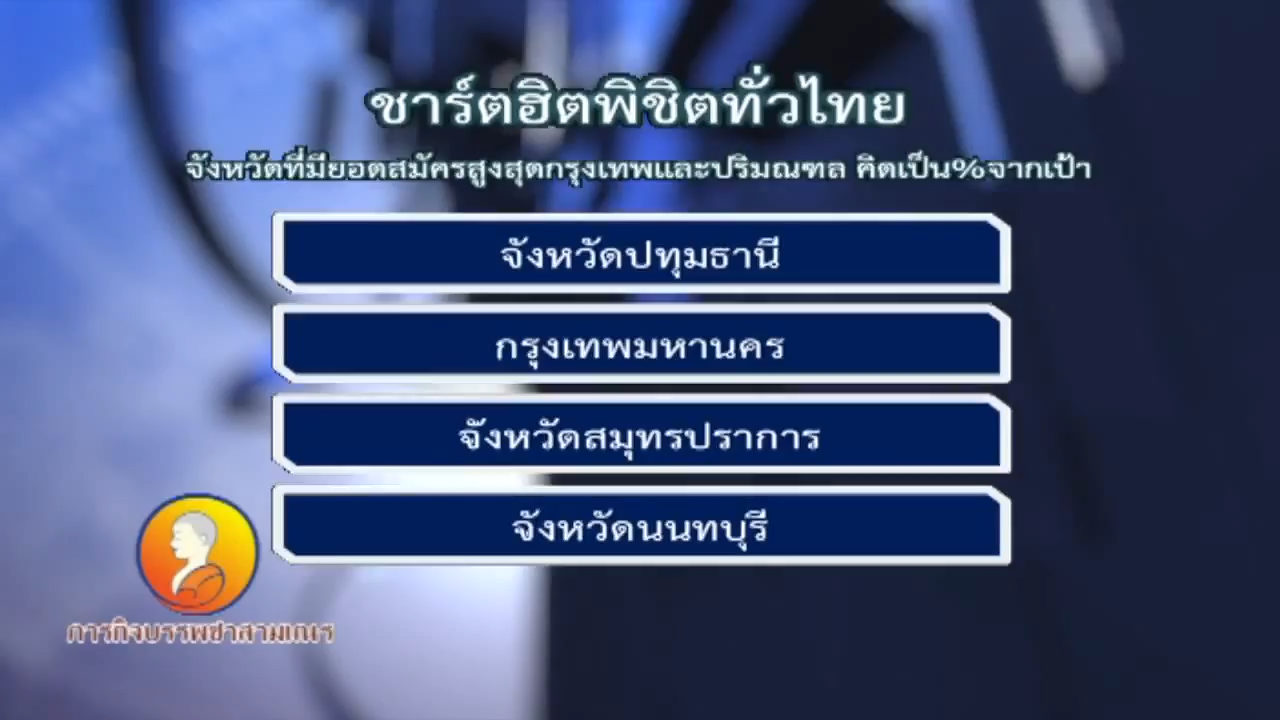 ชาร์ตฮิตพิชิตทั่วไทย
จังหวัดที่มียอดสมัครสูงสุดกรุงเทพและปริมณฑล คิดเป็น%จากเป้า
จังหวัดปทุมธานี
กรุงเทพมหานคร
จังหวัดสมุทรปราการ
จังหวัดนนทบุรี
ภารกิจบรรพชาสามเณร